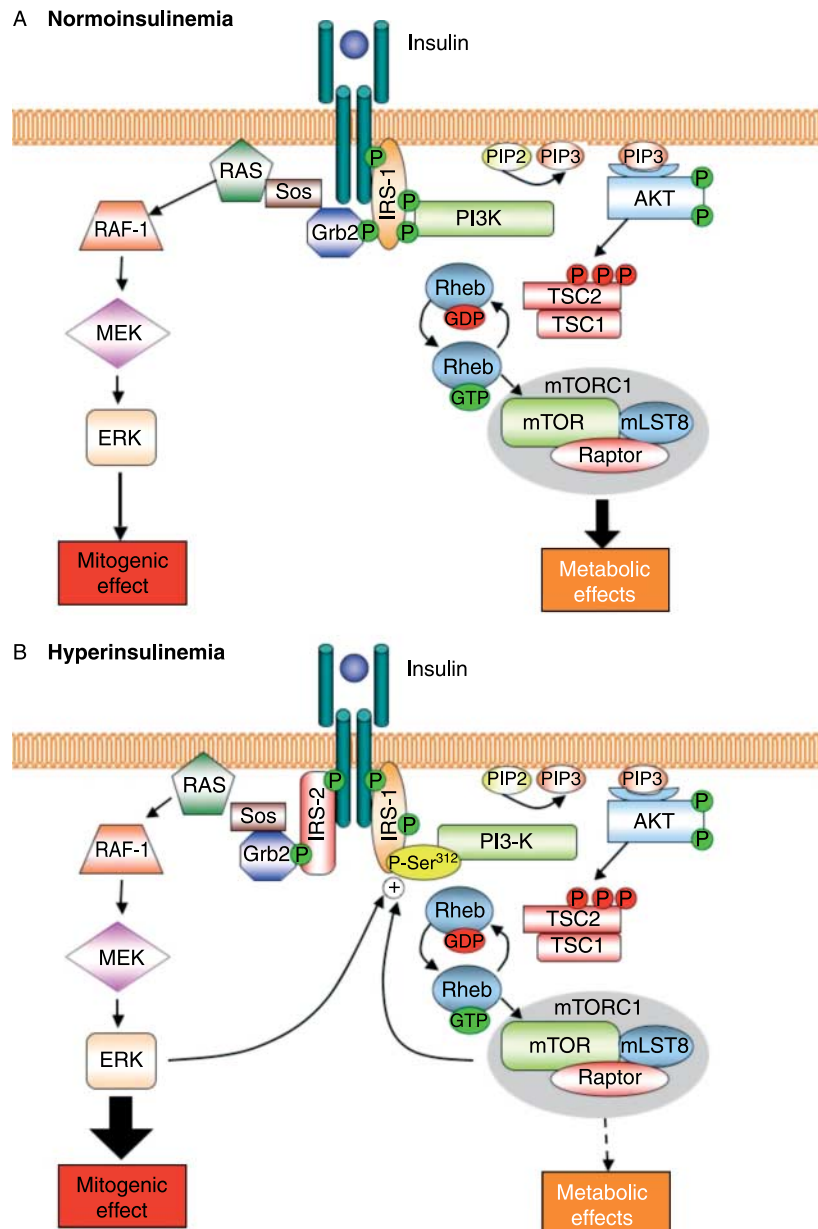 A Normoinsulinemia
Insulin
RAS
Sos
Grb2
P
P
IRS-1
P
P
PI3K
PIP2
PIP3
PIP3
AKT
P
P
RAF-1
MEK
ERK
Mitogenic
effect
Rheb
GDP
Rheb
GTP
P P P
TSC2
TSC1
mTORC1
mTOR
mLST8
Raptor
Metabolic
effects
B Hyperinsulinemia
Insulin
RAS
Sos
Grb2
P
IRS-2
P
P
IRS-1
P
P-Ser³¹²
+
PI3-K
PIP2
PIP3
PIP3
AKT
P
P
RAF-1
MEK
ERK
Mitogenic
effect
Rheb
GDP
Rheb
GTP
P P P
TSC2
TSC1
mTORC1
mTOR
mLST8
Raptor
Metabolic
effects